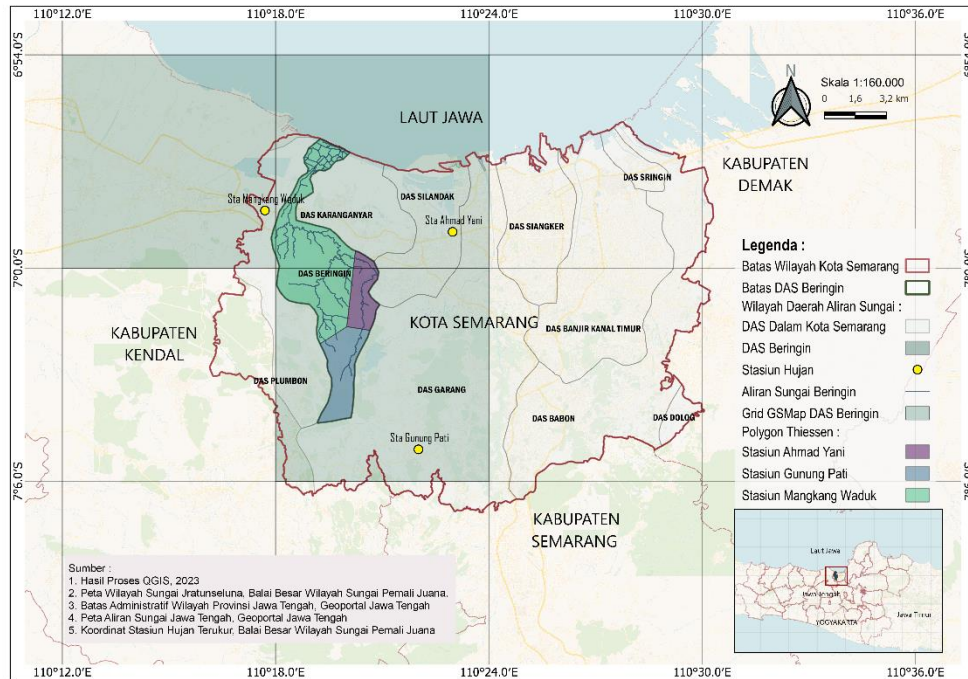 110°12.0'E 110°18.0'E 110°24.0'E 110°30.0'E 110°36.0'E
6°54.0'S
N
Skala 1:160.000
0 1,6 3,2 km
LAUT JAWA
KABUPATEN
DEMAK
DAS SRINGIN
DAS SILANDAK
Sta Mangkang Waduk
DAS KARANGANYAR
Sta Ahmad Yani
DAS SIANGKER
7°0.0'S
DAS BERINGIN
KOTA SEMARANG
DAS BANJIR KANAL TIMUR
KABUPATEN
KENDAL
DAS PLUMBON
DAS GARANG
DAS BABON
DAS DOLOG
Sta Gunung Pati
7°6.0'S
KABUPATEN
SEMARANG
Legenda :
Batas Wilayah Kota Semarang
Batas DAS Beringin
Wilayah Daerah Aliran Sungai :
DAS Dalam Kota Semarang
DAS Beringin
Stasiun Hujan
Aliran Sungai Beringin
Grid GSMap DAS Beringin
Polygon Thiessen :
Stasiun Ahmad Yani
Stasiun Gunung Pati
Stasiun Mangkang Waduk
Laut Jawa
Jawa Tengah
Jawa Timur
YOGYAKARTA
Sumber :
1. Hasil Proses QGIS, 2023
2. Peta Wilayah Sungai Jratunseluna, Balai Besar Wilayah Sungai Pemali Juana.
3. Batas Administratif Wilayah Provinsi Jawa Tengah, Geoportal Jawa Tengah
4. Peta Aliran Sungai Jawa Tengah, Geoportal Jawa Tengah
5. Koordinat Stasiun Hujan Terukur, Balai Besar Wilayah Sungai Pemali Juana
110°12.0'E 110°18.0'E 110°24.0'E 110°30.0'E 110°36.0'E